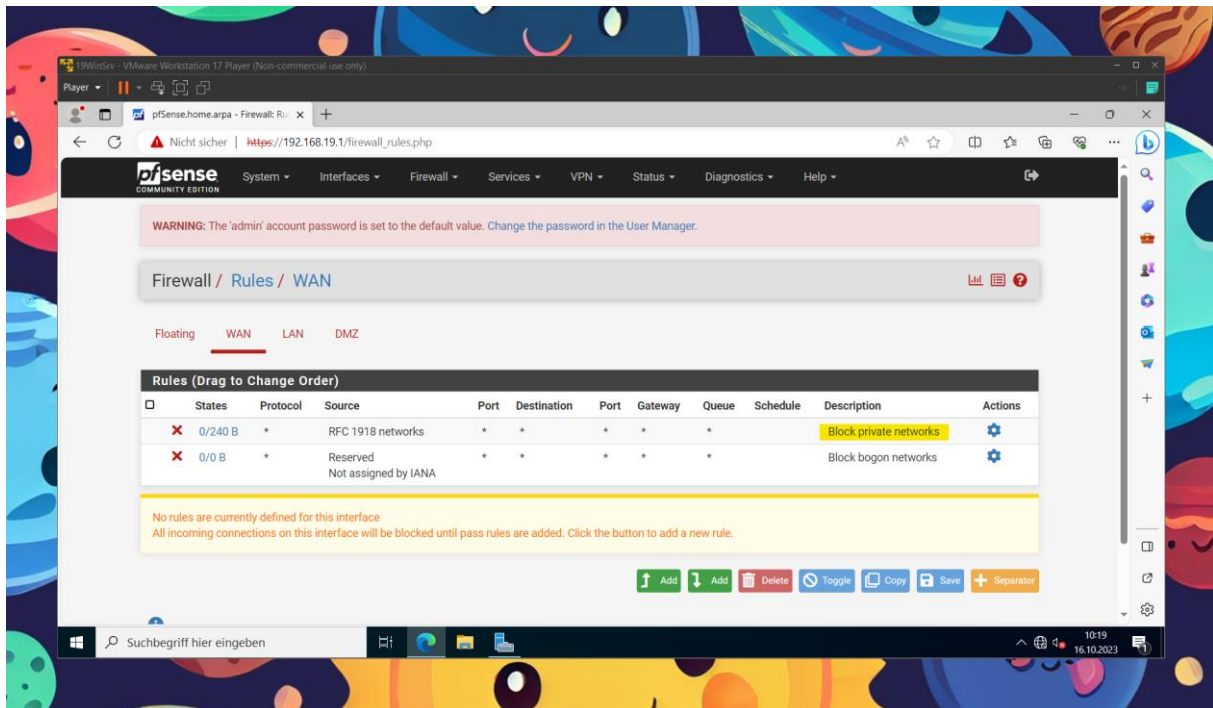 19WinSrv - VMware Workstation 17 Player (Non-commercial use only)
Player
pfSense.home.arpa - Firewall: Ru
Nicht sicher | https://192.168.19.1/firewall_rules.php
pfsense System Interfaces Firewall Services VPN Status Diagnostics Help
COMMUNITY EDITION
WARNING: The 'admin' account password is set to the default value. Change the password in the User Manager.
Firewall / Rules / WAN
Floating WAN LAN DMZ
Rules (Drag to Change Order)
States Protocol Source Port Destination Port Gateway Queue Schedule Description Actions
0/240 B * RFC 1918 networks * * * * * Block private networks
0/0 B * Reserved * * * * * Block bogon networks
Not assigned by IANA
No rules are currently defined for this interface
All incoming connections on this interface will be blocked until pass rules are added. Click the button to add a new rule.
Add Add Delete Toggle Copy Save Separator
Suchbegriff hier eingeben
10:19
16.10.2023
1